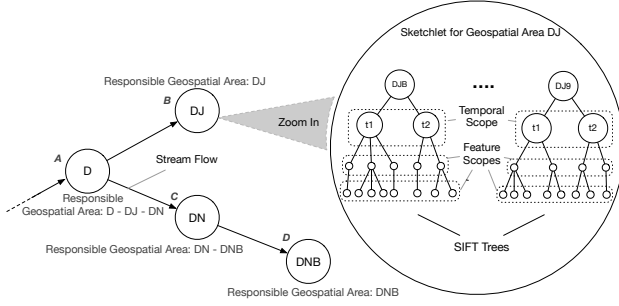 Sketchlet for Geospatial Area DJ
Responsible Geospatial Area: DJ
B
DJ
Zoom In
DJB
....
DJ9
Temporal
Scope
t1
t2
t1
t2
A
D
Stream Flow
Feature
Scopes
Responsible
Geospatial Area: D - DJ - DN
C
DN
Responsible Geospatial Area: DN - DNB
D
DNB
SIFT Trees
Responsible Geospatial Area: DNB